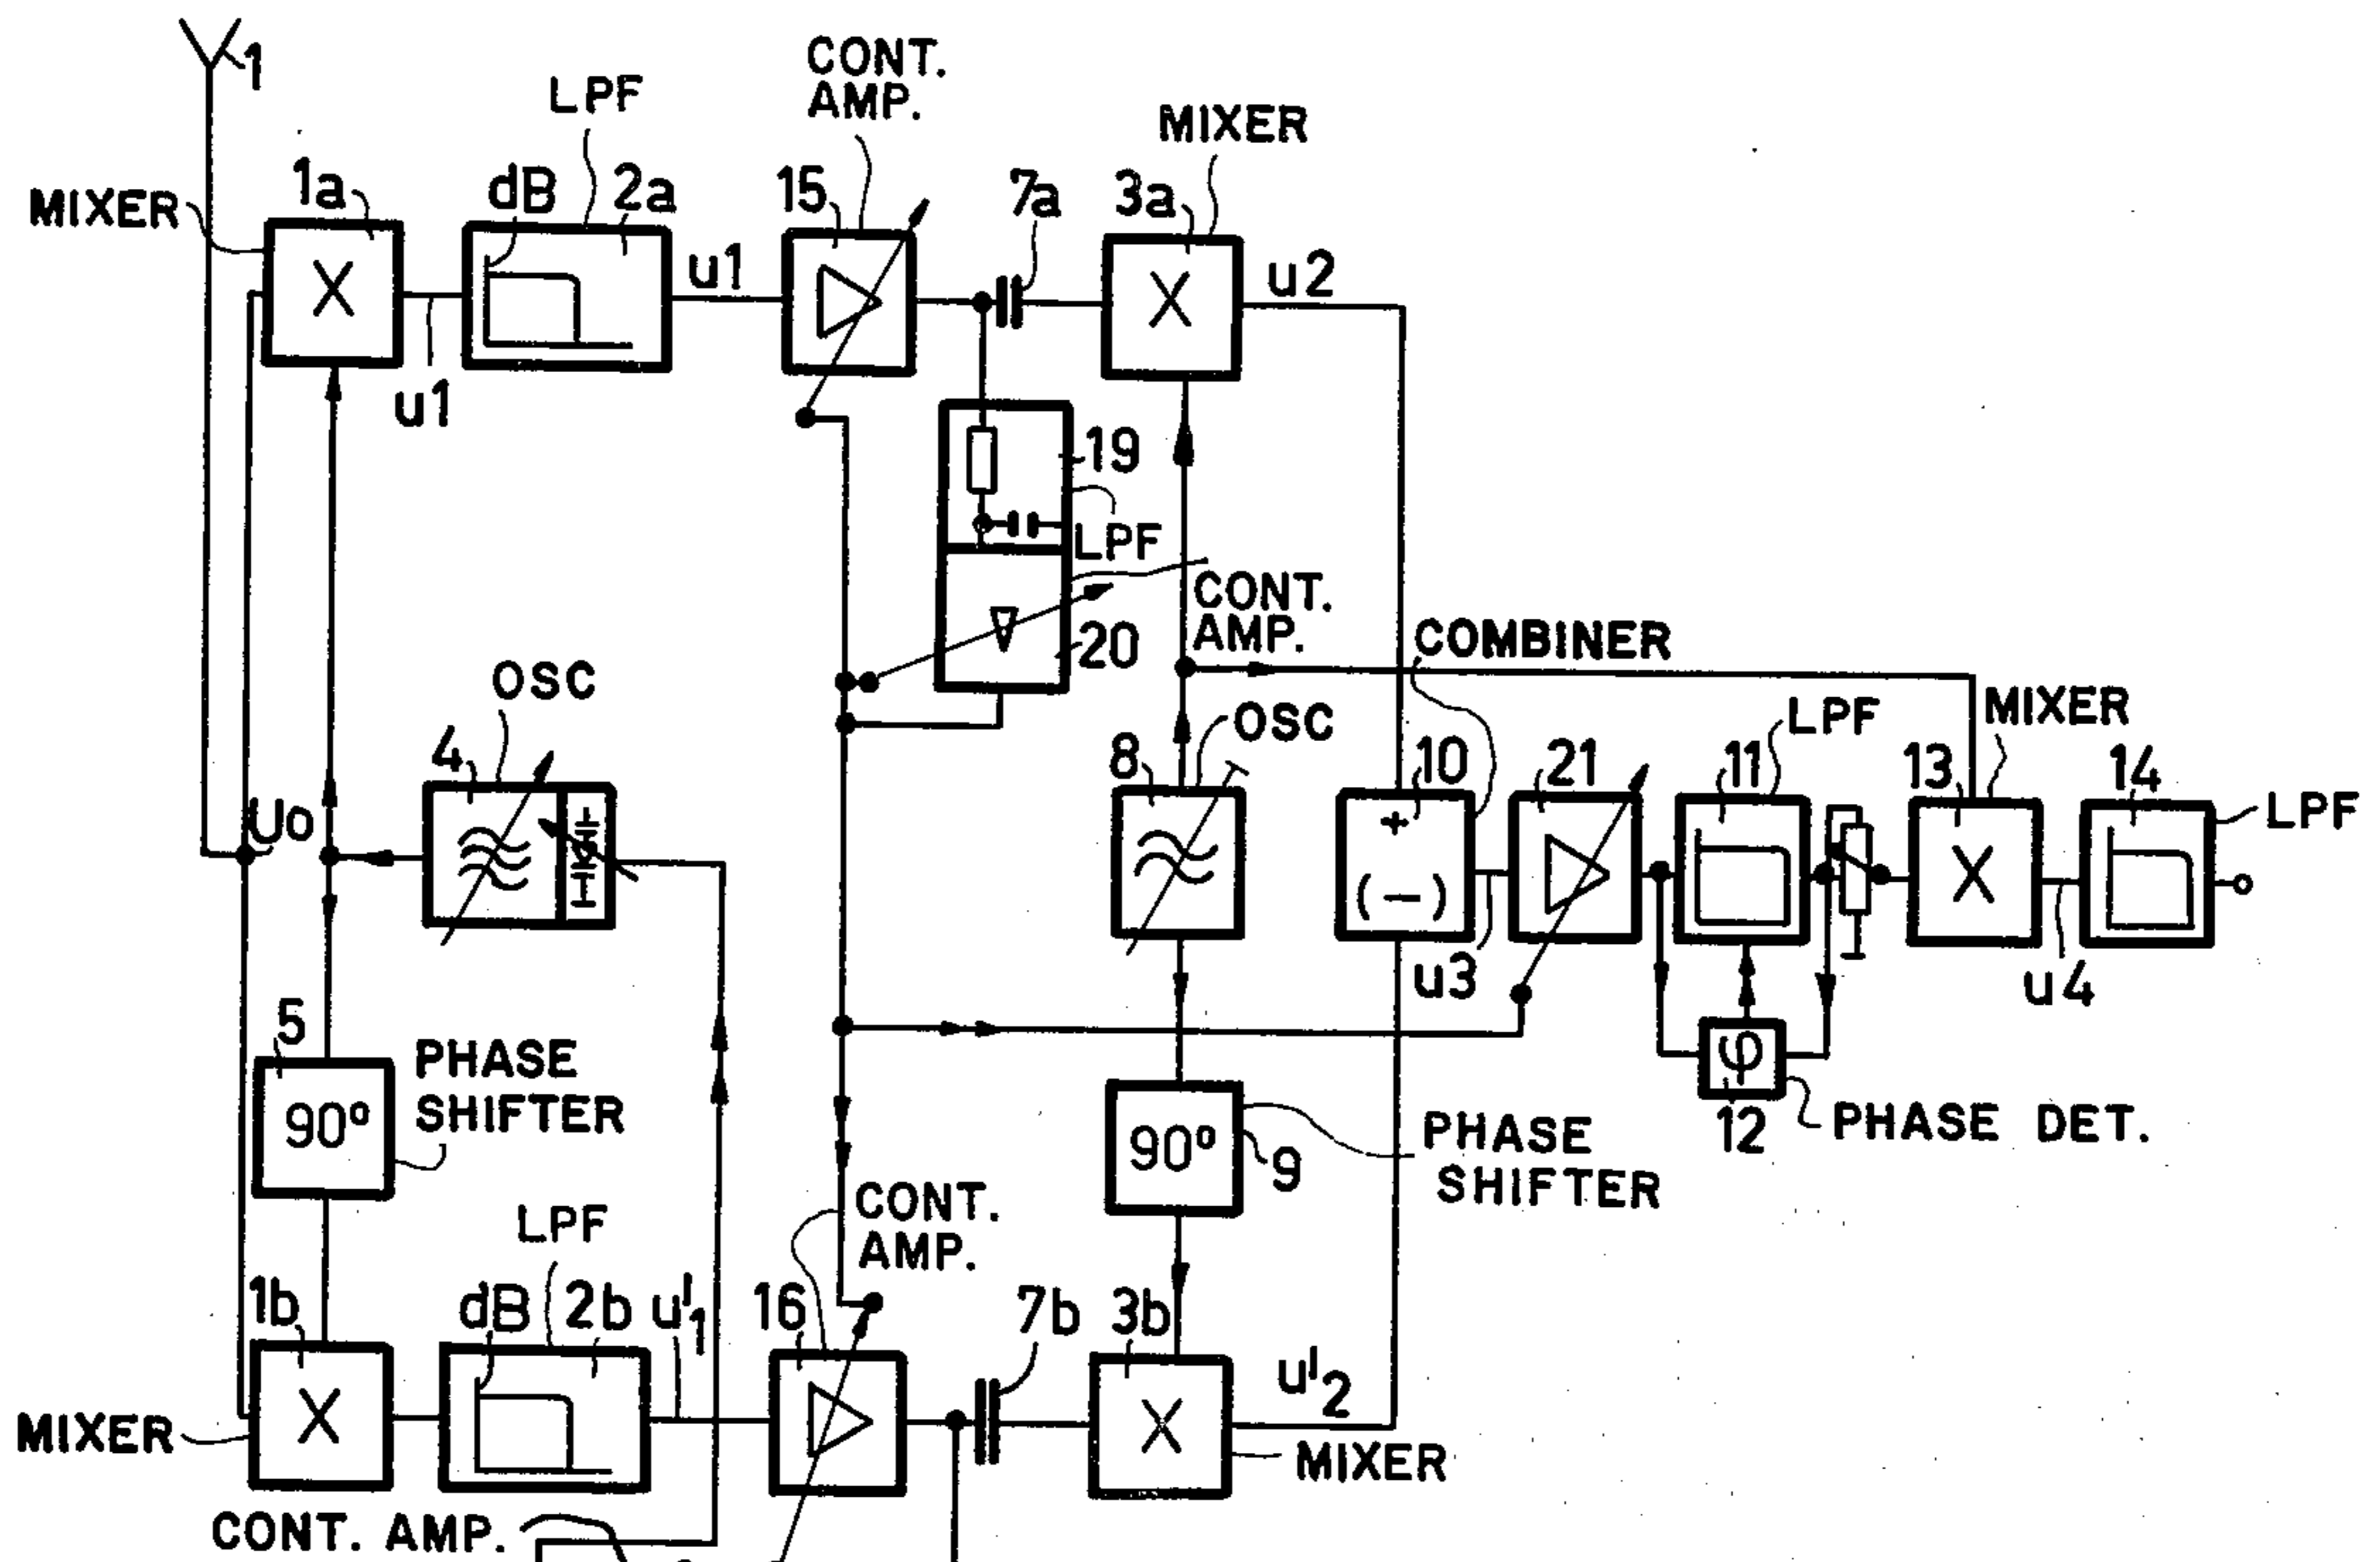 1
CONT.
AMP.
LPF
MIXER
MIXER
1a
dB
2a
15
7a
3a
X
u1
X
u2
u1
19
LPF
CONT.
AMP.
20
COMBINER
OSC
MIXER
LPF
OSC
4
8
10
21
11
13
14
LPF
Uo
+
(−)
X
u3
u4
5
φ
PHASE
SHIFTER
12
PHASE DET.
90°
90°
9
PHASE
SHIFTER
CONT.
AMP.
LPF
1b
dB
2b
u'1
16
7b
3b
u'2
X
X
MIXER
MIXER
CONT. AMP.